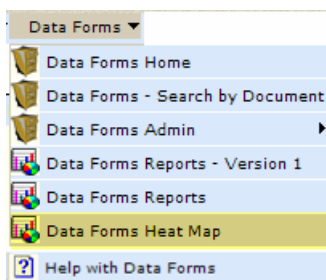 Data Forms
Data Forms Home
Data Forms - Search by Document
Data Forms Admin
Data Forms Reports - Version 1
Data Forms Reports
Data Forms Heat Map
Help with Data Forms